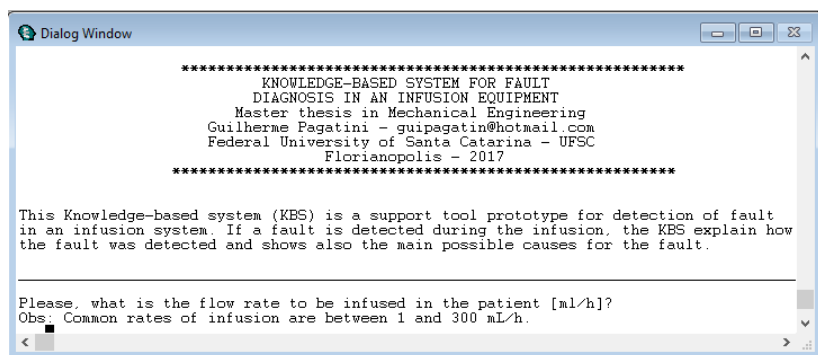 Dialog Window
********************************************************
KNOWLEDGE-BASED SYSTEM FOR FAULT
DIAGNOSIS IN AN INFUSION EQUIPMENT
Master thesis in Mechanical Engineering
Guilherme Pagatini - guipagatin@hotmail.com
Federal University of Santa Catarina - UFSC
Florianopolis - 2017
********************************************************
This Knowledge-based system (KBS) is a support tool prototype for detection of fault
in an infusion system. If a fault is detected during the infusion, the KBS explain how
the fault was detected and shows also the main possible causes for the fault.
Please, what is the flow rate to be infused in the patient [ml/h]?
Obs: Common rates of infusion are between 1 and 300 mL/h.